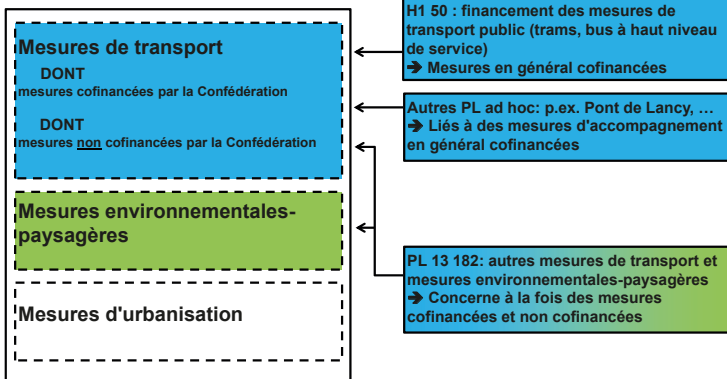 Mesures de transport
DONT
mesures cofinancées par la Confédération
DONT
mesures non cofinancées par la Confédération
Mesures environnementales-
paysagères
Mesures d'urbanisation
H1 50 : financement des mesures de
transport public (trams, bus à haut niveau
de service)
➔ Mesures en général cofinancées
Autres PL ad hoc: p.ex. Pont de Lancy, …
➔ Liés à des mesures d'accompagnement
en général cofinancées
PL 13 182: autres mesures de transport et
mesures environnementales-paysagères
➔ Concerne à la fois des mesures
cofinancées et non cofinancées